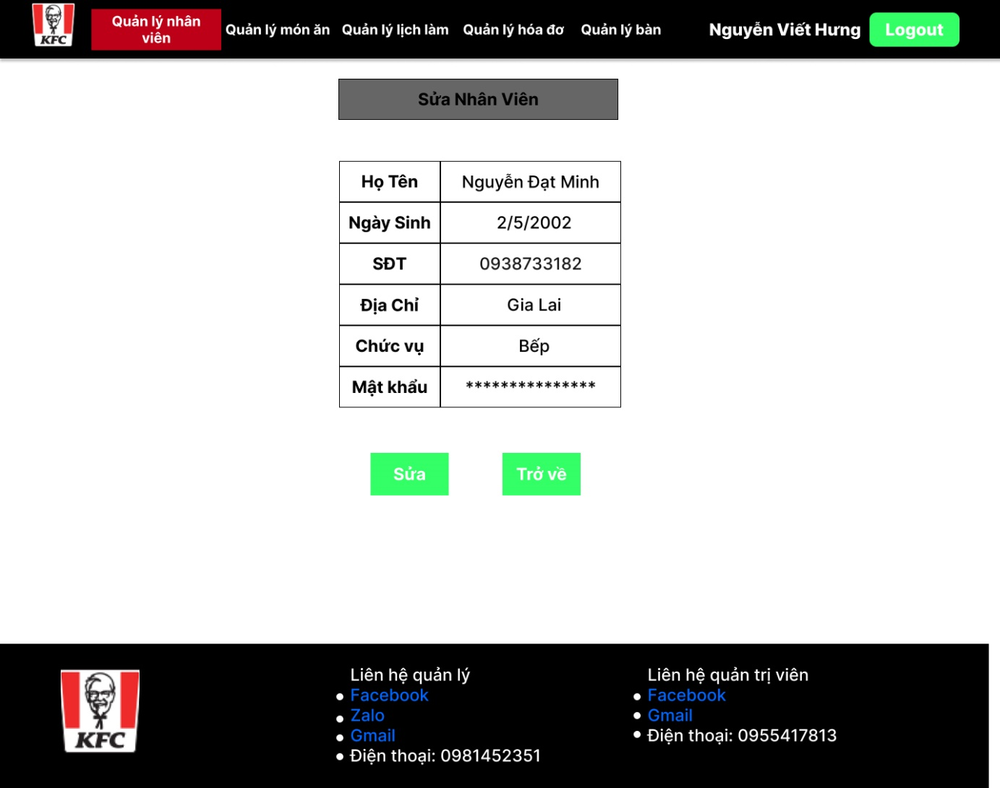 KFC
Quản lý nhân
viên
Quản lý món ăn
Quản lý lịch làm
Quản lý hóa đơ
Quản lý bàn
Nguyễn Viết Hưng
Logout
Sửa Nhân Viên
Họ Tên Nguyễn Đạt Minh
Ngày Sinh 2/5/2002
SĐT 0938733182
Địa Chỉ Gia Lai
Chức vụ Bếp
Mật khẩu ***************
Sửa
Trở về
KFC
Liên hệ quản lý
Facebook
Zalo
Gmail
Điện thoại: 0981452351
Liên hệ quản trị viên
Facebook
Gmail
Điện thoại: 0955417813